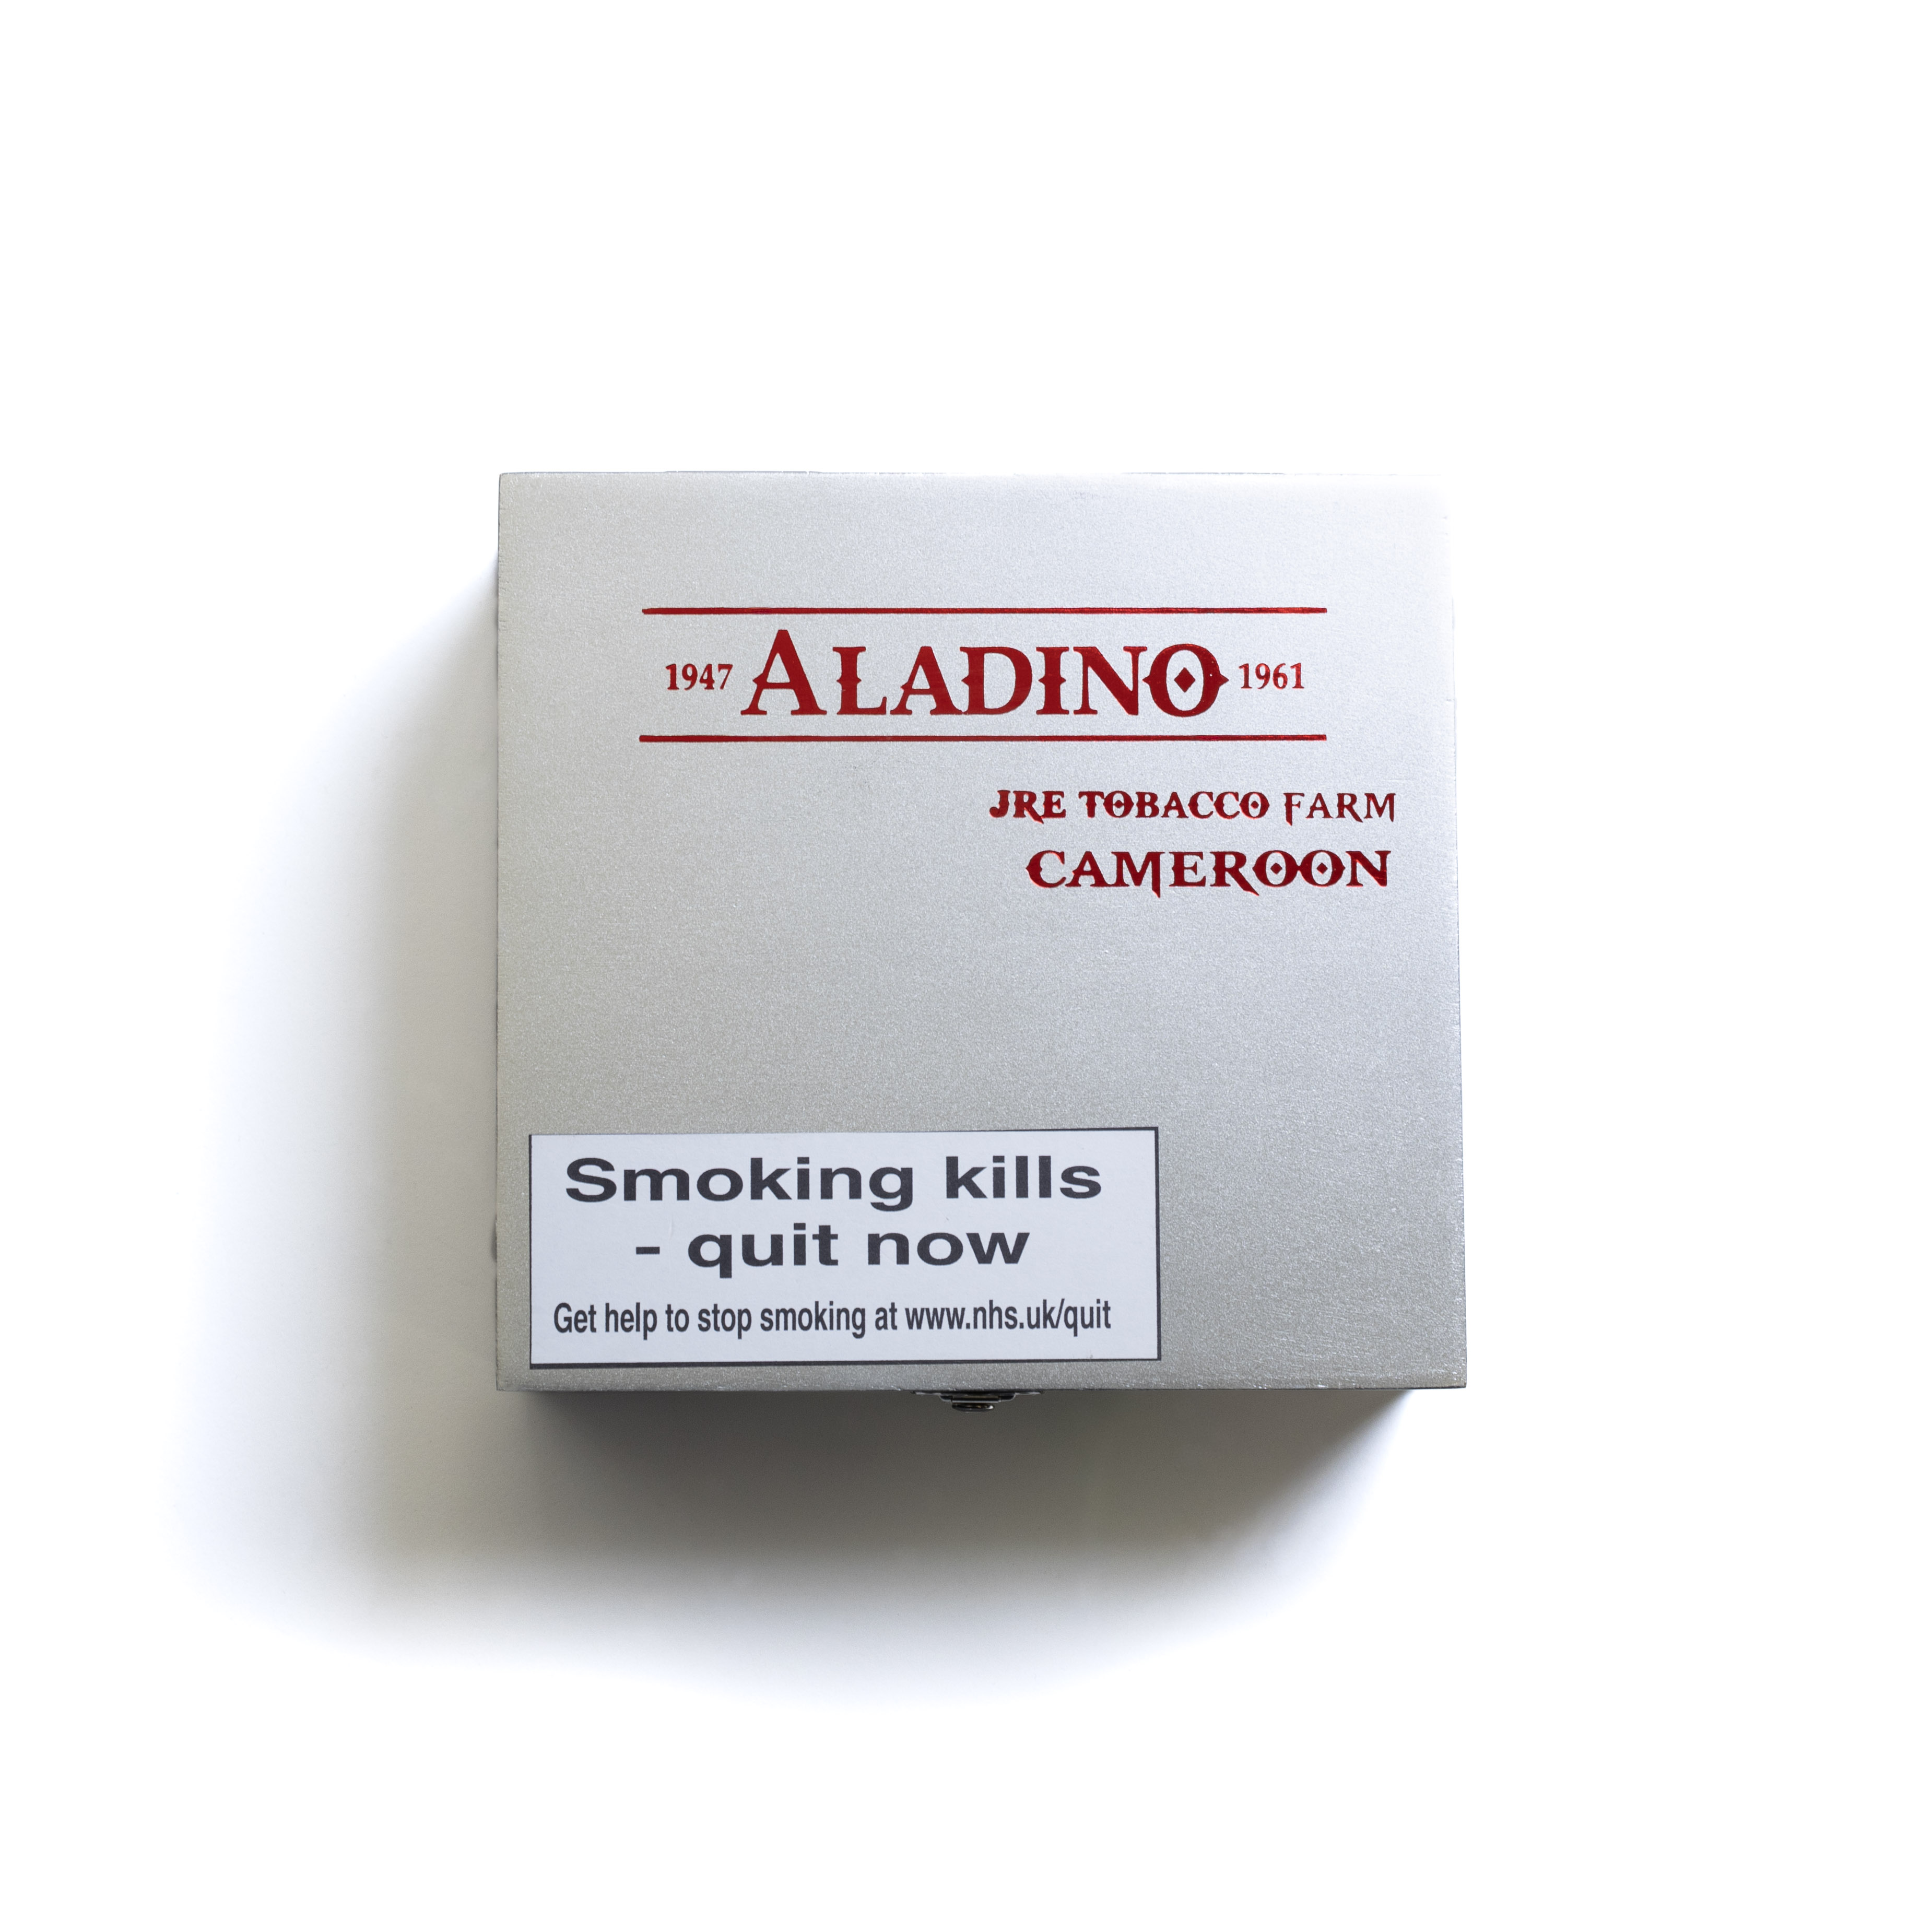 1947 ALADINO 1961
JRE TOBACCO FARM
CAMEROON
Smoking kills
- quit now
Get help to stop smoking at www.nhs.uk/quit